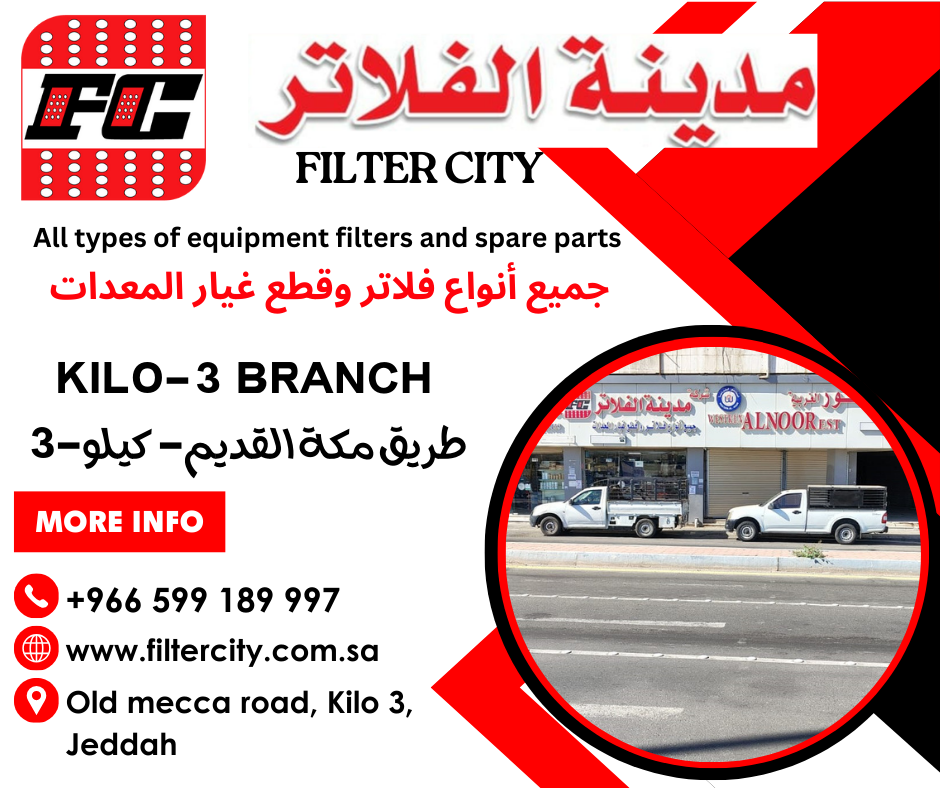 FC
مدينة الفلاتر
FILTER CITY
All types of equipment filters and spare parts
جميع أنواع فلاتر وقطع غيار المعدات
KILO-3 BRANCH
طريق مكة القديم- كيلو-3
MORE INFO
+966 599 189 997
www.filtercity.com.sa
Old mecca road, Kilo 3,
Jeddah
FC
مدينة الفلاتر
ALNOOR EST